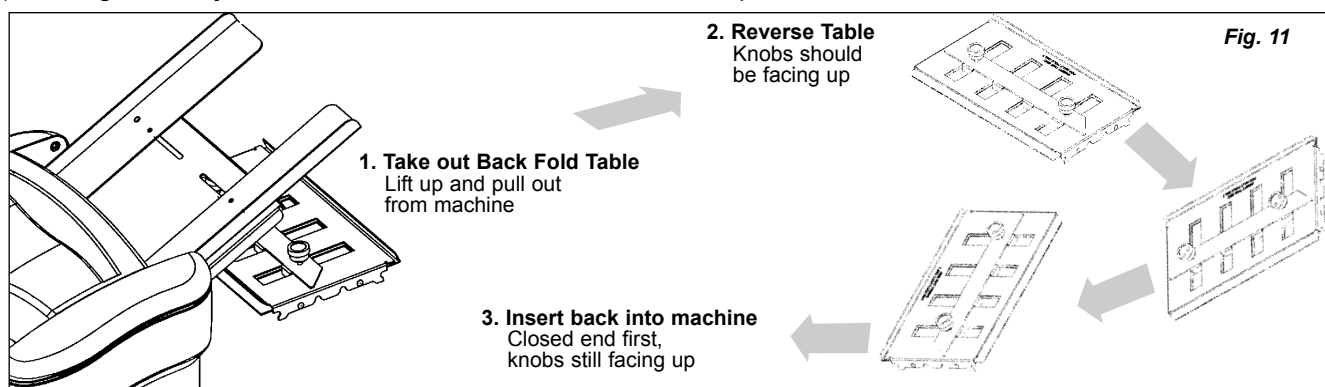 2. Reverse Table
Knobs should
be facing up
Fig. 11
1. Take out Back Fold Table
Lift up and pull out
from machine
3. Insert back into machine
Closed end first,
knobs still facing up